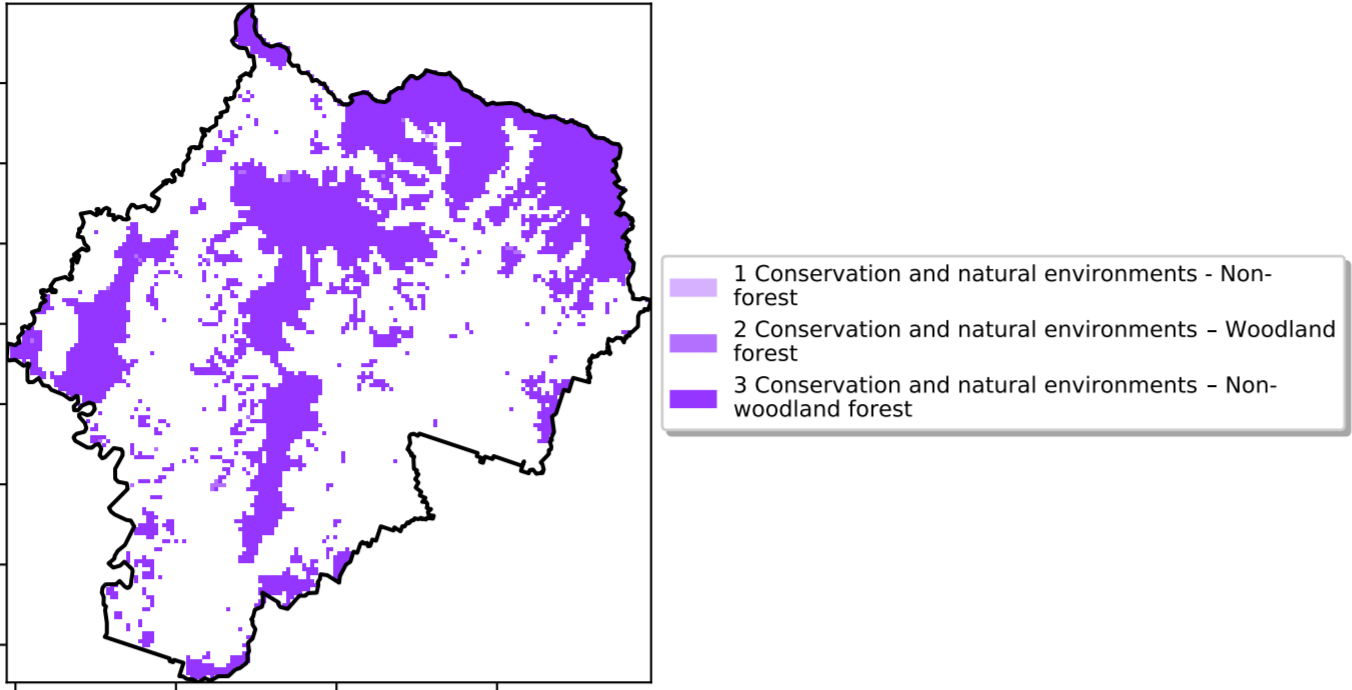 1 Conservation and natural environments - Non-
forest
2 Conservation and natural environments – Woodland
forest
3 Conservation and natural environments – Non-
woodland forest